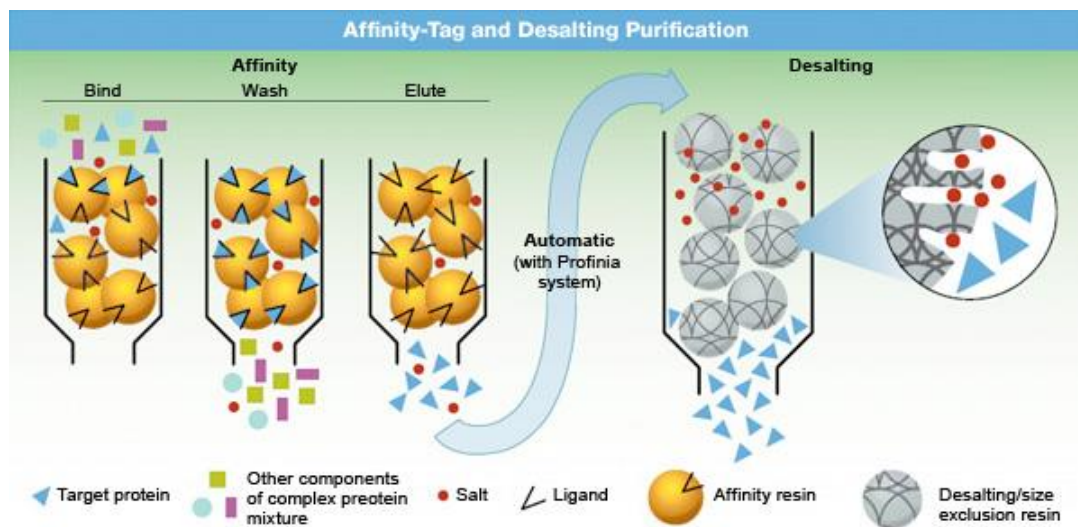 Affinity-Tag and Desalting Purification
Affinity
Desalting
Bind
Wash
Elute
Automatic
(with Profinia
system)
Target protein
Other components
of complex preotein
mixture
Salt
Ligand
Affinity resin
Desalting/size
exclusion resin